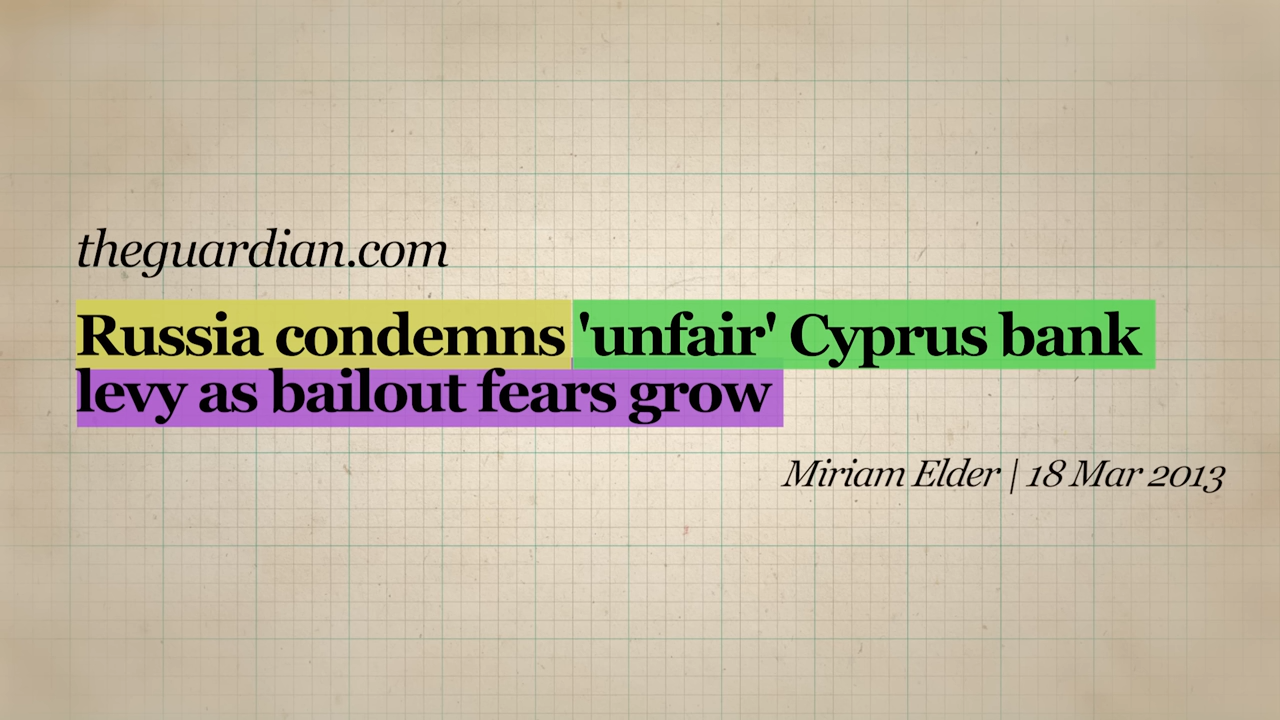 theguardian.com
Russia condemns 'unfair' Cyprus bank
levy as bailout fears grow
Miriam Elder | 18 Mar 2013